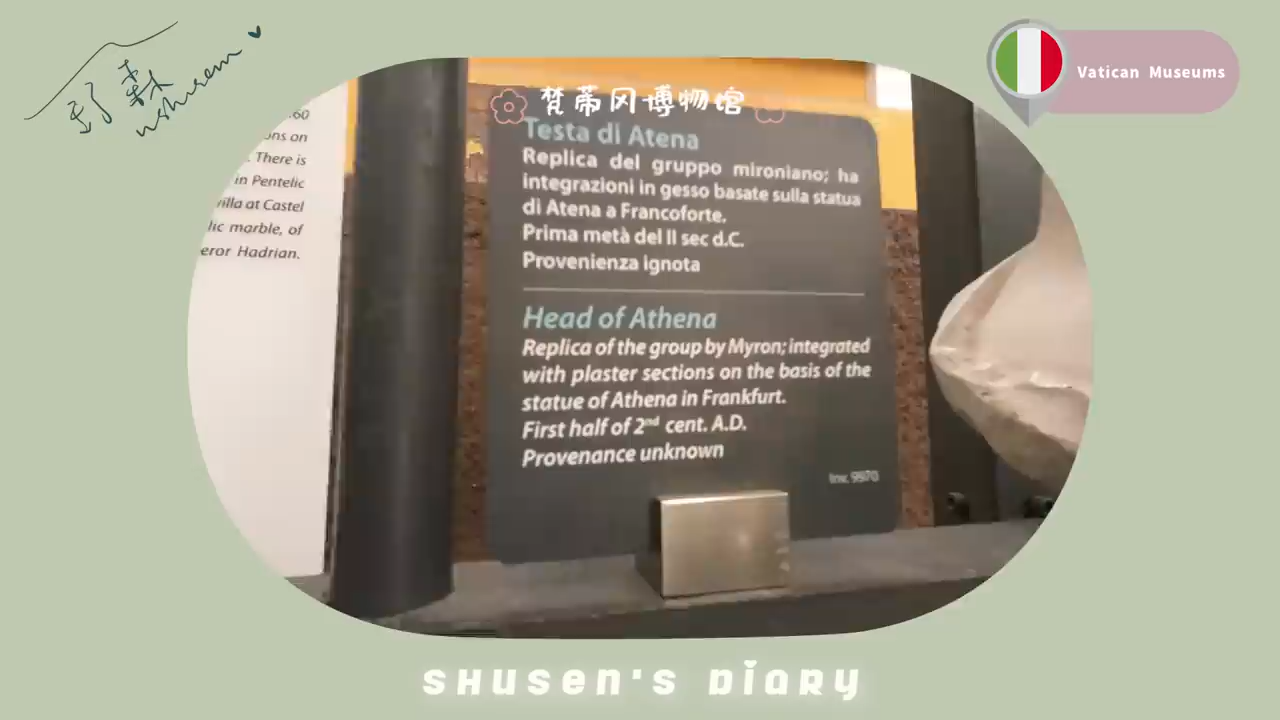 Vatican Museums
梵蒂冈博物馆
.60
ons on
. There is
in Pentelic
villa at Castel
lic marble, of
eror Hadrian.
Testa di Atena
Replica del gruppo mironiano; ha
integrazioni in gesso basate sulla statua
di Atena a Francoforte.
Prima metà del II sec d.C.
Provenienza ignota
Head of Athena
Replica of the group by Myron; integrated
with plaster sections on the basis of the
statue of Athena in Frankfurt.
First half of 2nd cent. A.D.
Provenance unknown
Inv. 9970
SHUSEN'S DIARY